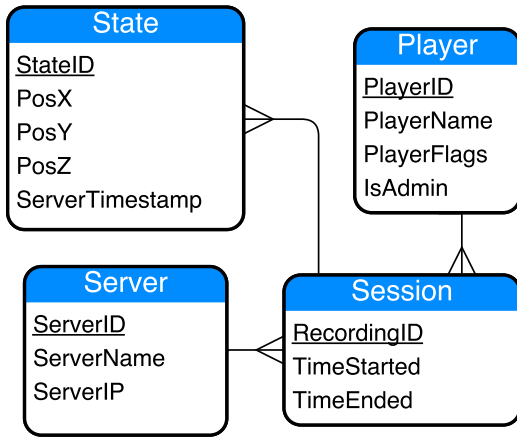 State
StateID
PosX
PosY
PosZ
ServerTimestamp
Player
PlayerID
PlayerName
PlayerFlags
IsAdmin
Server
ServerID
ServerName
ServerIP
Session
RecordingID
TimeStarted
TimeEnded